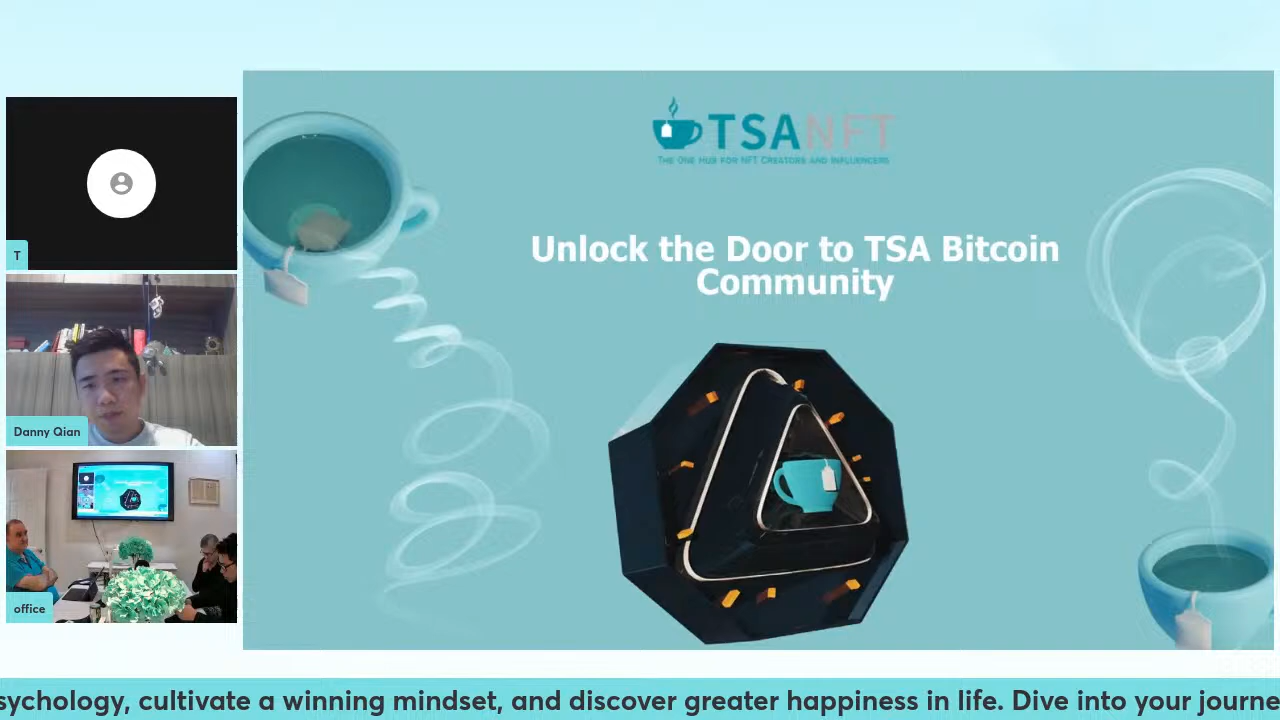 TSANFT
THE ONE HUB FOR NFT CREATORS AND INFLUENCERS
Unlock the Door to TSA Bitcoin
Community
T
Danny Qian
office
sychology, cultivate a winning mindset, and discover greater happiness in life. Dive into your journe